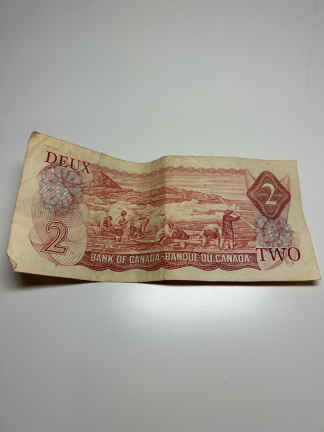 DEUX
2
2
BANK OF CANADA - BANQUE DU CANADA
TWO